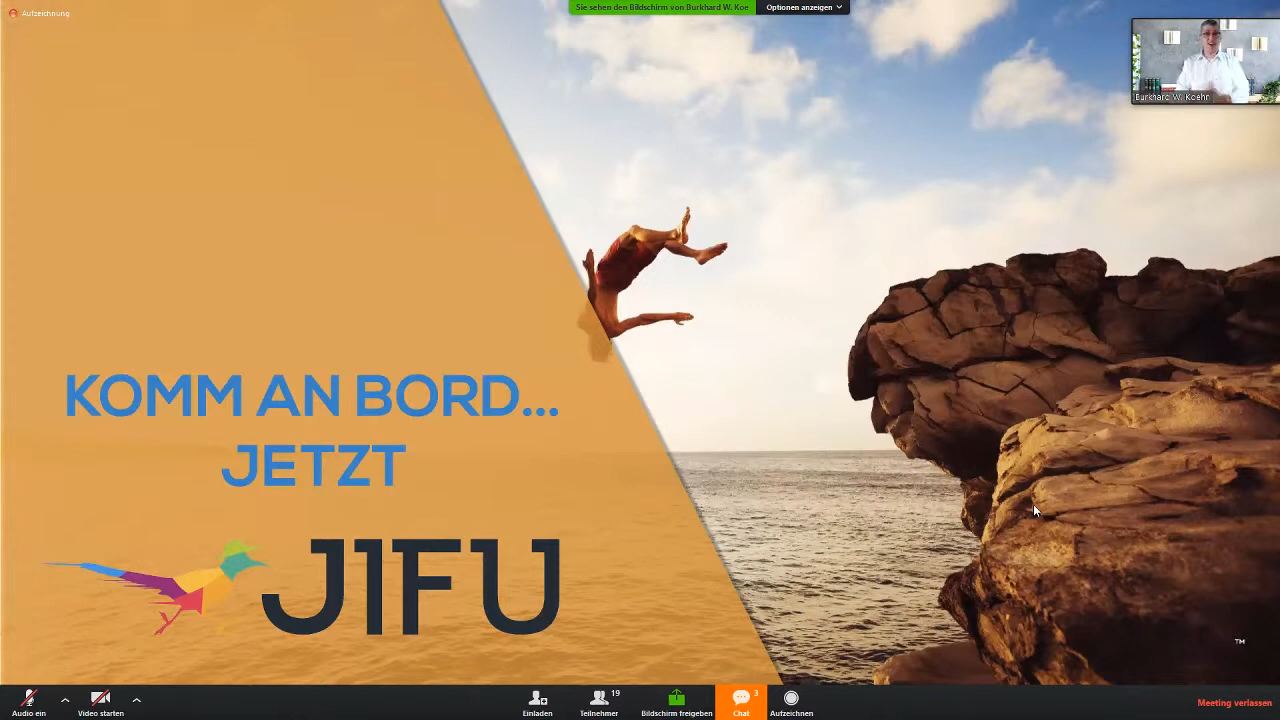 Aufzeichnung
Sie sehen den Bildschirm von Burkhard W. Koe
Optionen anzeigen
Burkhard W. Koehn
KOMM AN BORD...
JETZT
JIFU
TM
Audio ein
Video starten
Einladen
19
Teilnehmer
Bildschirm freigeben
3
Chat
Aufzeichnen
Meeting verlassen